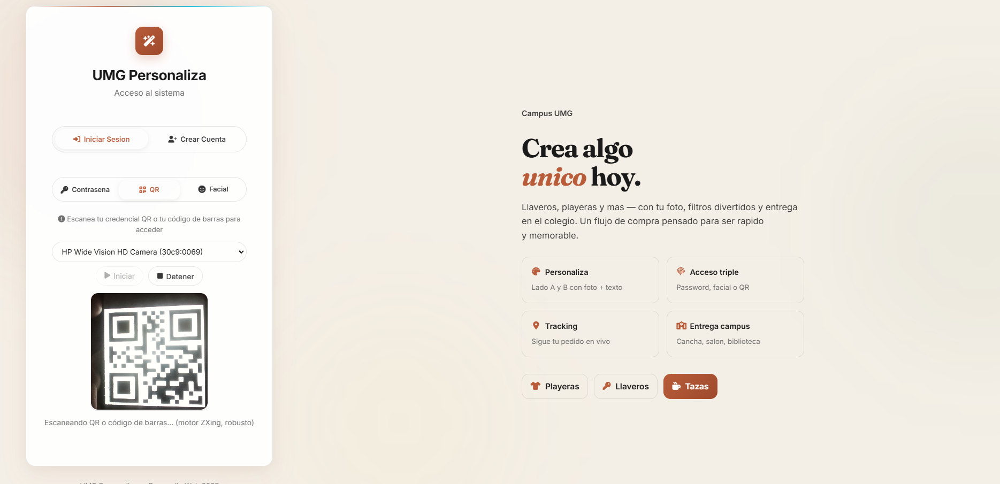 UMG Personaliza
Acceso al sistema
Iniciar Sesion
Crear Cuenta
Contrasena
QR
Facial
Escanea tu credencial QR o tu código de barras para
acceder
HP Wide Vision HD Camera (30c9:0069)
Iniciar
Detener
Escaneando QR o código de barras... (motor ZXing, robusto)
Campus UMG
Crea algo
unico hoy.
Llaveros, playeras y mas — con tu foto, filtros divertidos y entrega
en el colegio. Un flujo de compra pensado para ser rapido
y memorable.
Personaliza
Lado A y B con foto + texto
Acceso triple
Password, facial o QR
Tracking
Sigue tu pedido en vivo
Entrega campus
Cancha, salon, biblioteca
Playeras
Llaveros
Tazas